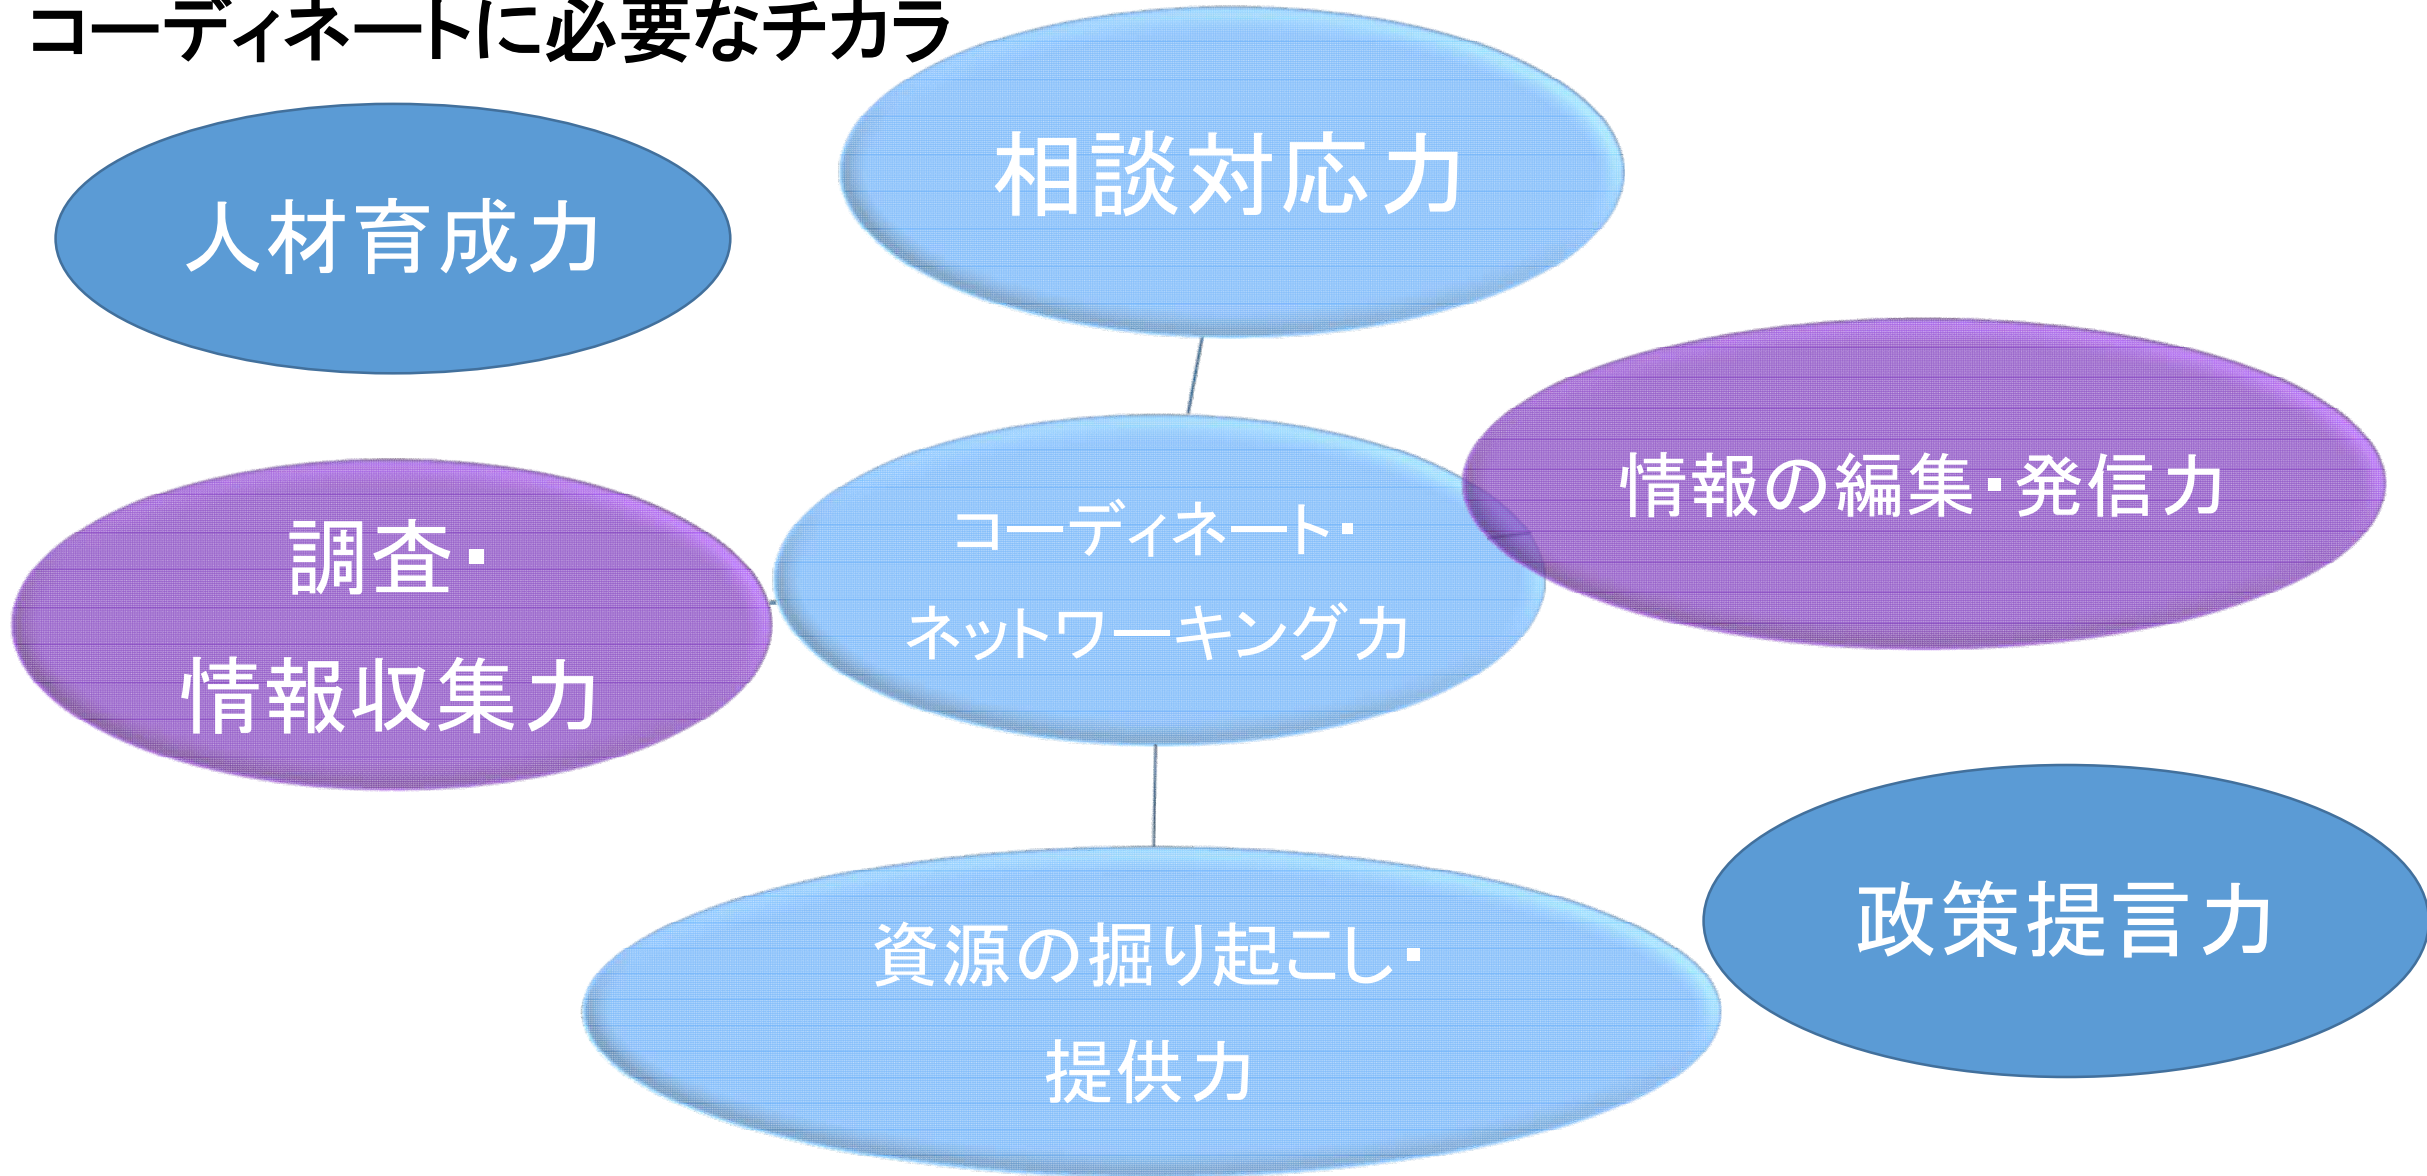 コーディネートに必要なチカラ
相談対応力
人材育成力
情報の編集・発信力
コーディネート・
ネットワーキング力
調査・
情報収集力
政策提言力
資源の掘り起こし・
提供力